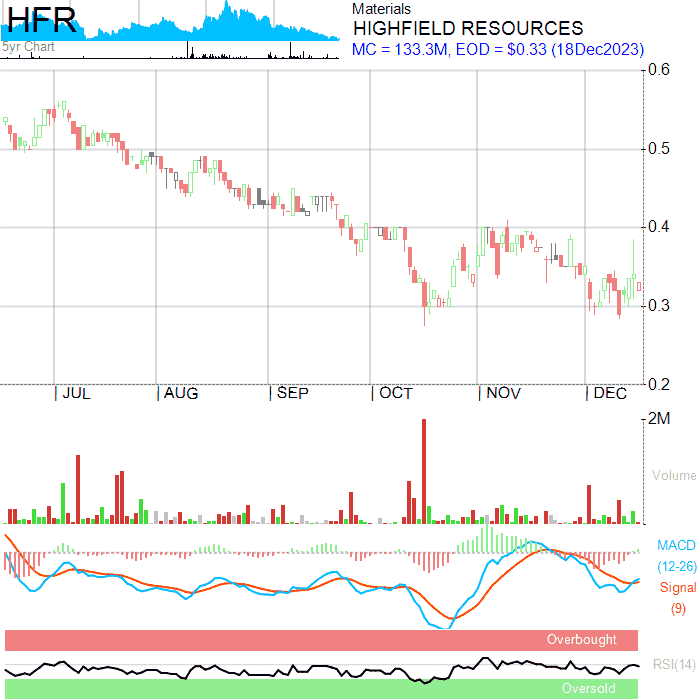 HFR
5yr Chart
Materials
HIGHFIELD RESOURCES
MC = 133.3M, EOD = $0.33 (18Dec2023)
0.6
0.5
0.4
0.3
0.2
JUL AUG SEP OCT NOV DEC
2M
Volume
MACD
(12-26)
Signal
(9)
Overbought
RSI(14)
Oversold